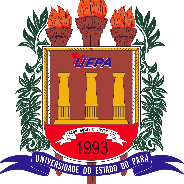 UEPA
1993
UNIVERSIDADE DO ESTADO DO PARÁ